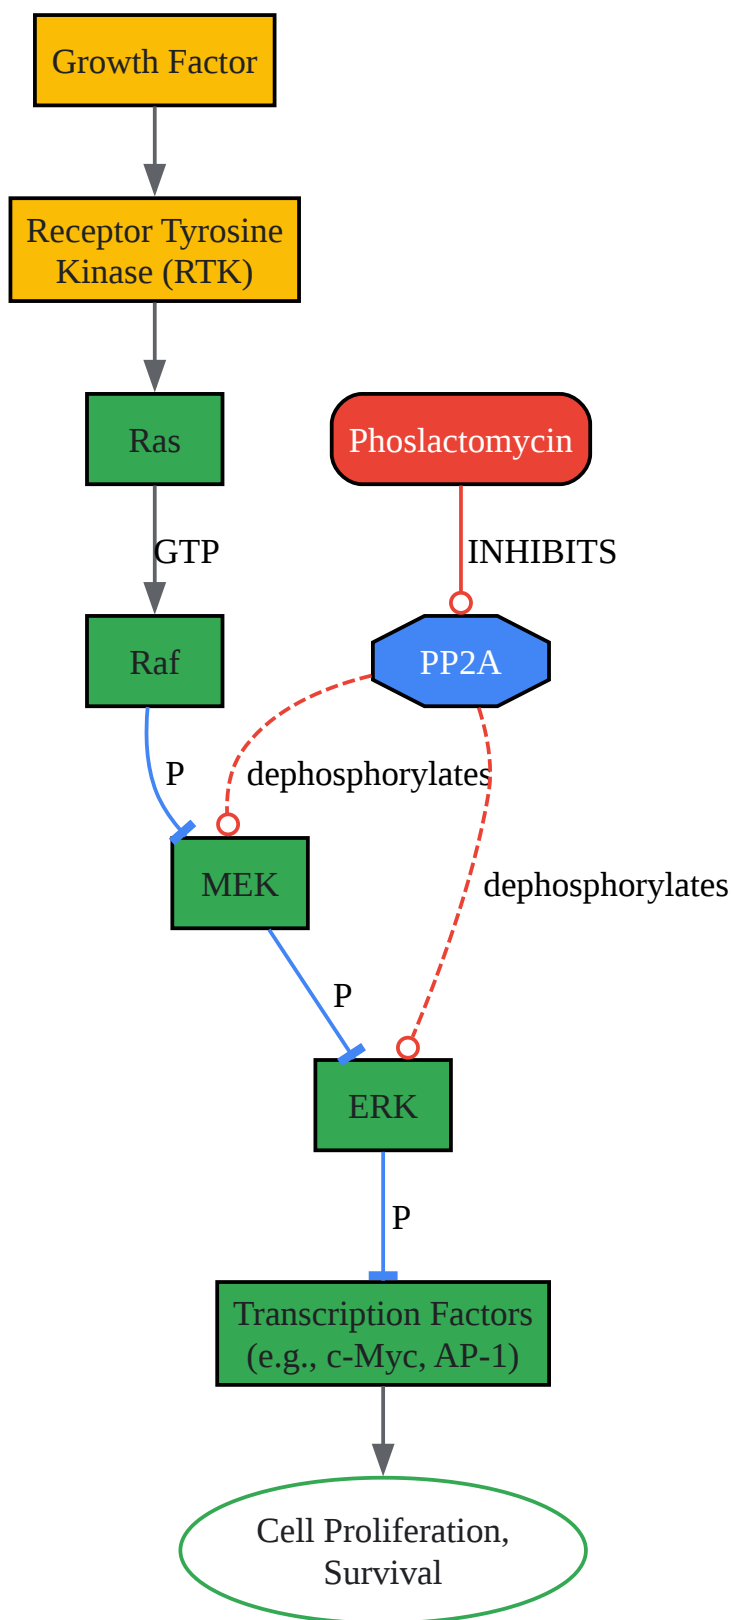 Growth Factor
Receptor Tyrosine
Kinase (RTK)
Ras
Phoslactomycin
GTP
INHIBITS
Raf
PP2A
P
dephosphorylates
MEK
dephosphorylates
P
ERK
P
Transcription Factors
(e.g., c-Myc, AP-1)
Cell Proliferation,
Survival